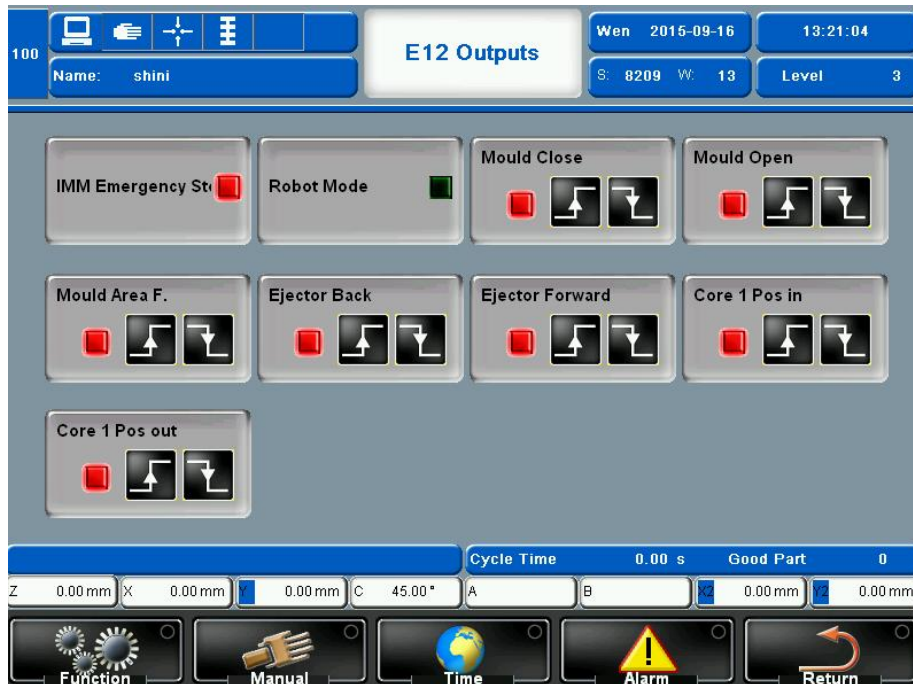 100
E12 Outputs
Wen 2015-09-16
13:21:04
Name: shini
S: 8209 W: 13
Level 3
IMM Emergency Sto
Robot Mode
Mould Close
Mould Open
Mould Area F.
Ejector Back
Ejector Forward
Core 1 Pos in
Core 1 Pos out
Cycle Time 0.00 s Good Part 0
Z 0.00 mm X 0.00 mm Y 0.00 mm C 45.00 ° A B X2 0.00 mm Y2 0.00 mm
Function Manual Time Alarm Return